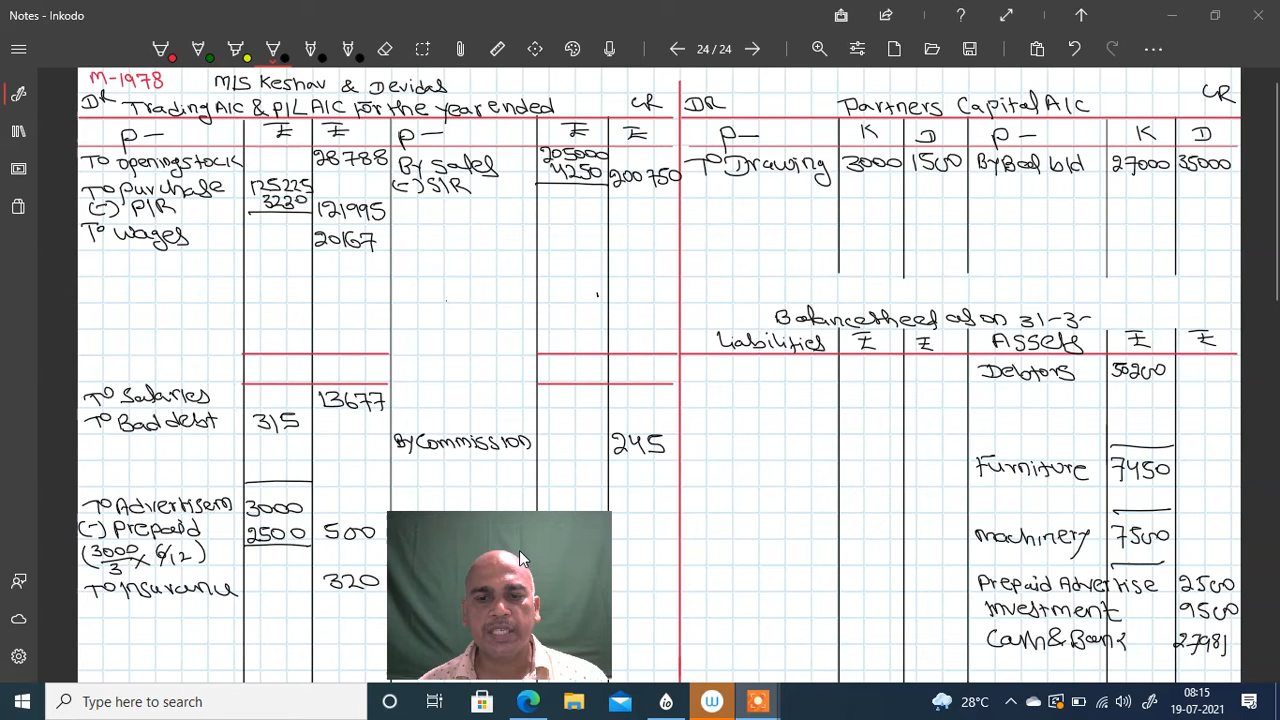 Notes - Inkodo
24 / 24
M-1978
M/S Keshav & Devidas
DR Trading A/C & P/L A/C for the year ended CR
P — ₹ ₹ P — ₹ ₹
To opening stock 28788 By Sales 205000
(-) S/R 4250 200750
To purchase 125225
(-) P/R 3230 121995
To wages 20167
To Salaries 13677
To Bad debt 315
By Commission 245
To Advertisem 3000
(-) Prepaid 2500 500
(3000/3 x 6/12)
To Insurance 320
DR Partners Capital A/C CR
P — K D P — K D
To Drawing 3000 1500 By Bal b/d 27000 35000
Balance sheet as on 31-3-
Liabilities ₹ ₹ Assets ₹ ₹
Debtors 50200
Furniture 7450
machinery 7500
Prepaid Advertise 2500
Investment 9500
Cash & Bank 27981
Type here to search
28°C
08:15
19-07-2021